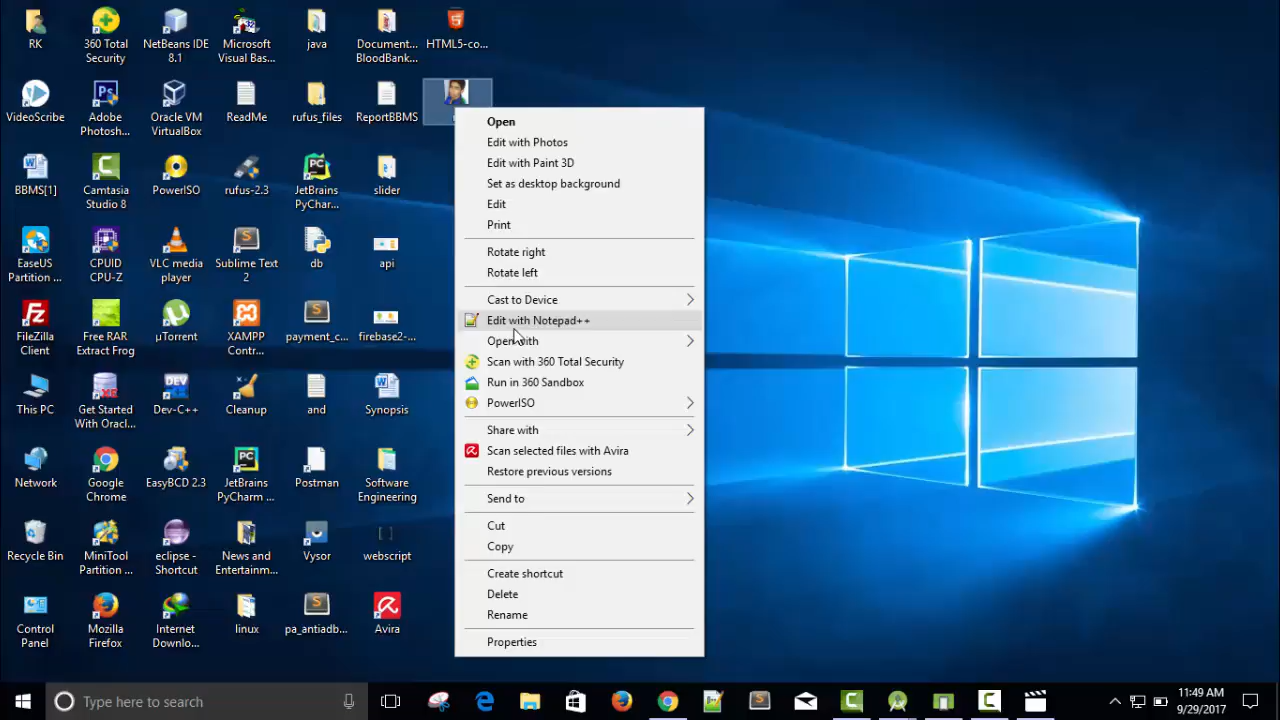 RK
360 Total
Security
NetBeans IDE
8.1
Microsoft
Visual Bas...
java
Document...
BloodBank...
HTML5-co...
VideoScribe
Adobe
Photosh...
Oracle VM
VirtualBox
ReadMe
rufus_files
ReportBBMS
BBMS[1]
Camtasia
Studio 8
PowerISO
rufus-2.3
JetBrains
PyCharm...
slider
EaseUS
Partition ...
CPUID
CPU-Z
VLC media
player
Sublime Text
2
db
api
FileZilla
Client
Free RAR
Extract Frog
µTorrent
XAMPP
Contr...
payment_c...
firebase2-...
This PC
Get Started
With Oracl...
Dev-C++
Cleanup
and
Synopsis
Network
Google
Chrome
EasyBCD 2.3
JetBrains
PyCharm ...
Postman
Software
Engineering
Recycle Bin
MiniTool
Partition ...
eclipse -
Shortcut
News and
Entertainm...
Vysor
webscript
Control
Panel
Mozilla
Firefox
Internet
Downlo...
linux
pa_antiadb...
Avira
Open
Edit with Photos
Edit with Paint 3D
Set as desktop background
Edit
Print
Rotate right
Rotate left
Cast to Device
Edit with Notepad++
Open with
Scan with 360 Total Security
Run in 360 Sandbox
PowerISO
Share with
Scan selected files with Avira
Restore previous versions
Send to
Cut
Copy
Create shortcut
Delete
Rename
Properties
Type here to search
11:49 AM
9/29/2017